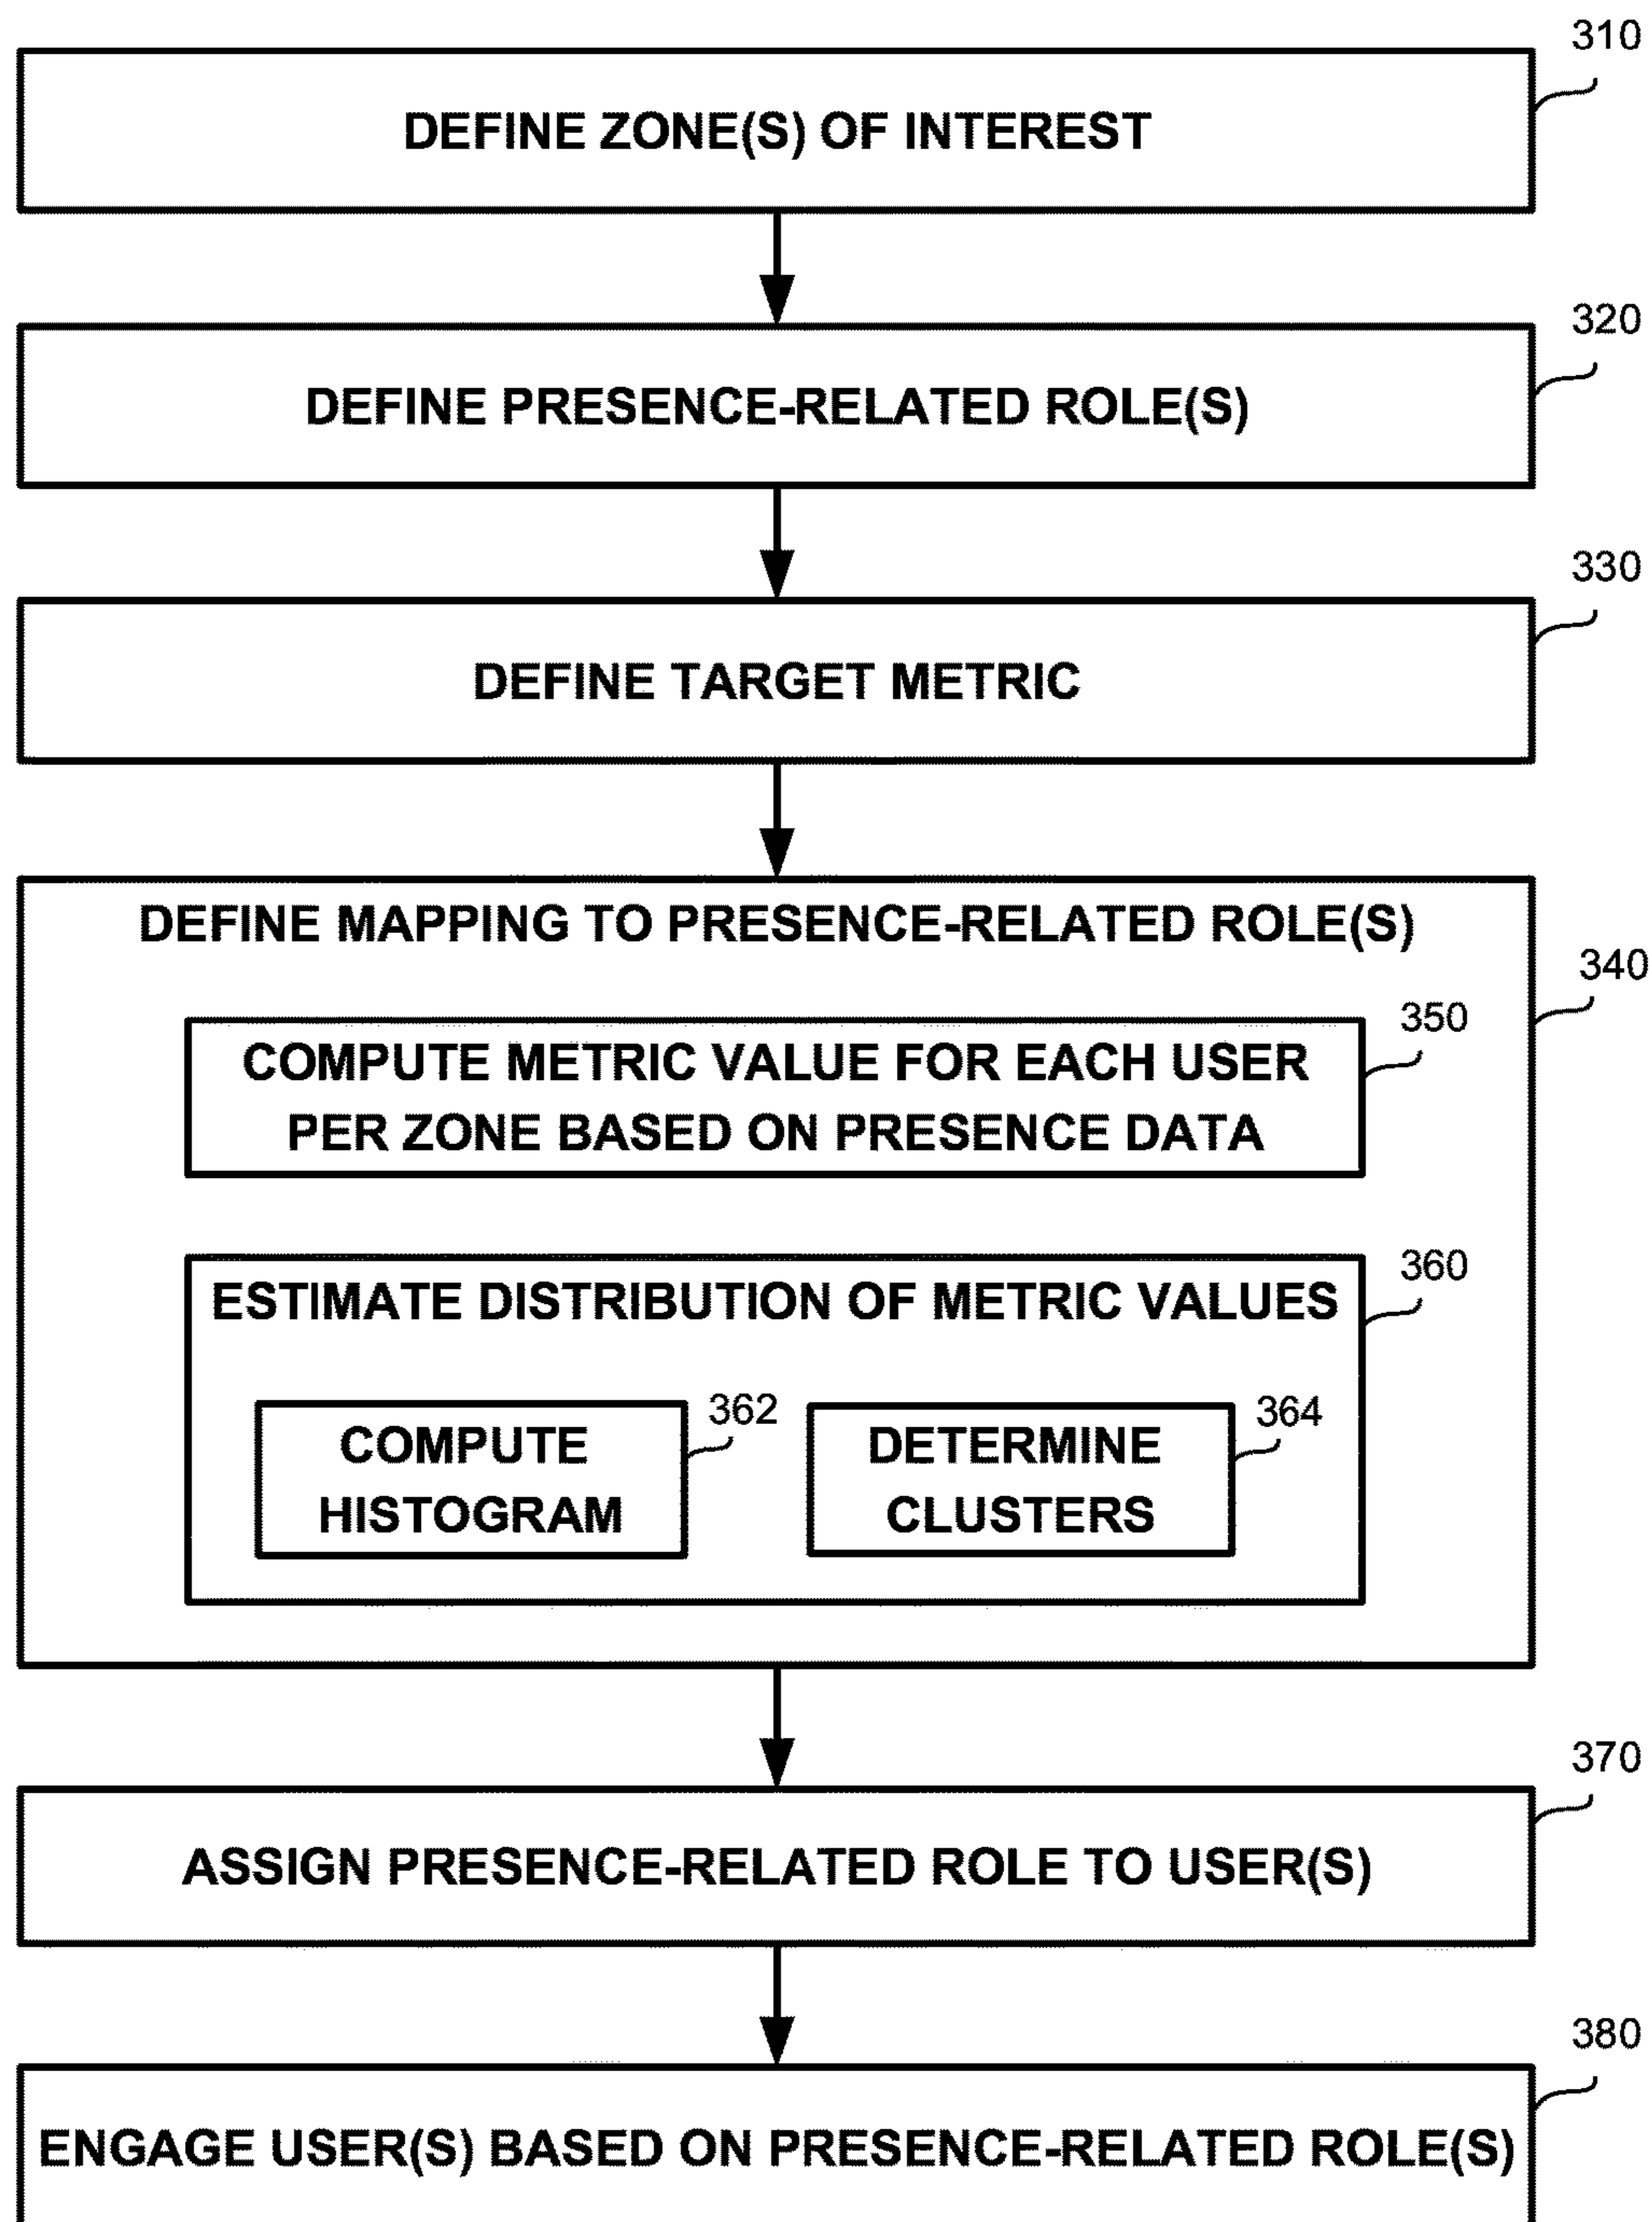 310
DEFINE ZONE(S) OF INTEREST
320
DEFINE PRESENCE-RELATED ROLE(S)
330
DEFINE TARGET METRIC
DEFINE MAPPING TO PRESENCE-RELATED ROLE(S)
340
350
COMPUTE METRIC VALUE FOR EACH USER
PER ZONE BASED ON PRESENCE DATA
360
ESTIMATE DISTRIBUTION OF METRIC VALUES
362
COMPUTE
HISTOGRAM
364
DETERMINE
CLUSTERS
370
ASSIGN PRESENCE-RELATED ROLE TO USER(S)
380
ENGAGE USER(S) BASED ON PRESENCE-RELATED ROLE(S)